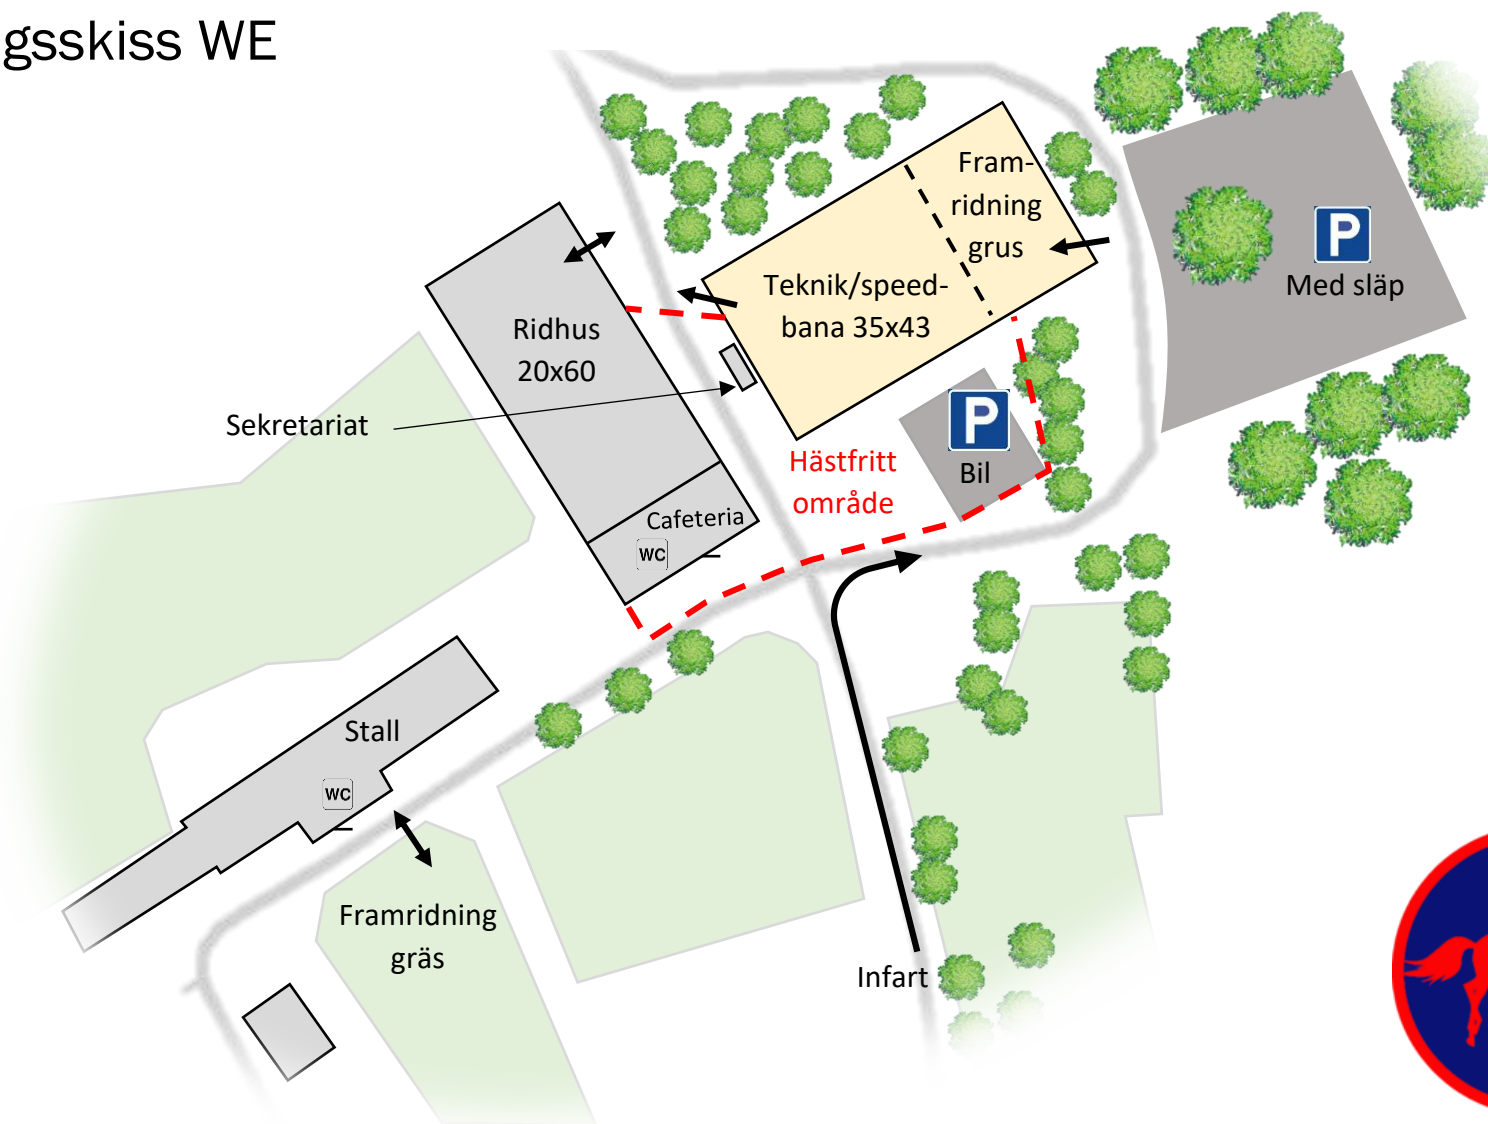 gsskiss WE
Fram-
ridning
grus
P
Med släp
Teknik/speed-
bana 35x43
Ridhus
20x60
Sekretariat
P
Bil
Hästfritt
område
Cafeteria
WC
Stall
WC
Framridning
gräs
Infart